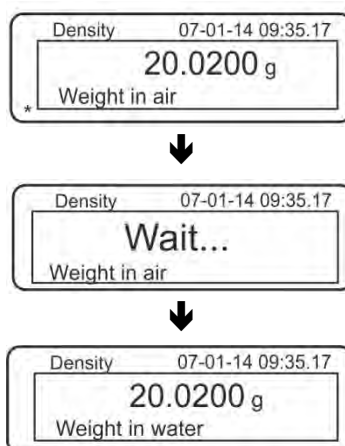 Density 07-01-14 09:35.17
20.0200 g
Weight in air
*
Density 07-01-14 09:35.17
Wait...
Weight in air
Density 07-01-14 09:35.17
20.0200 g
Weight in water